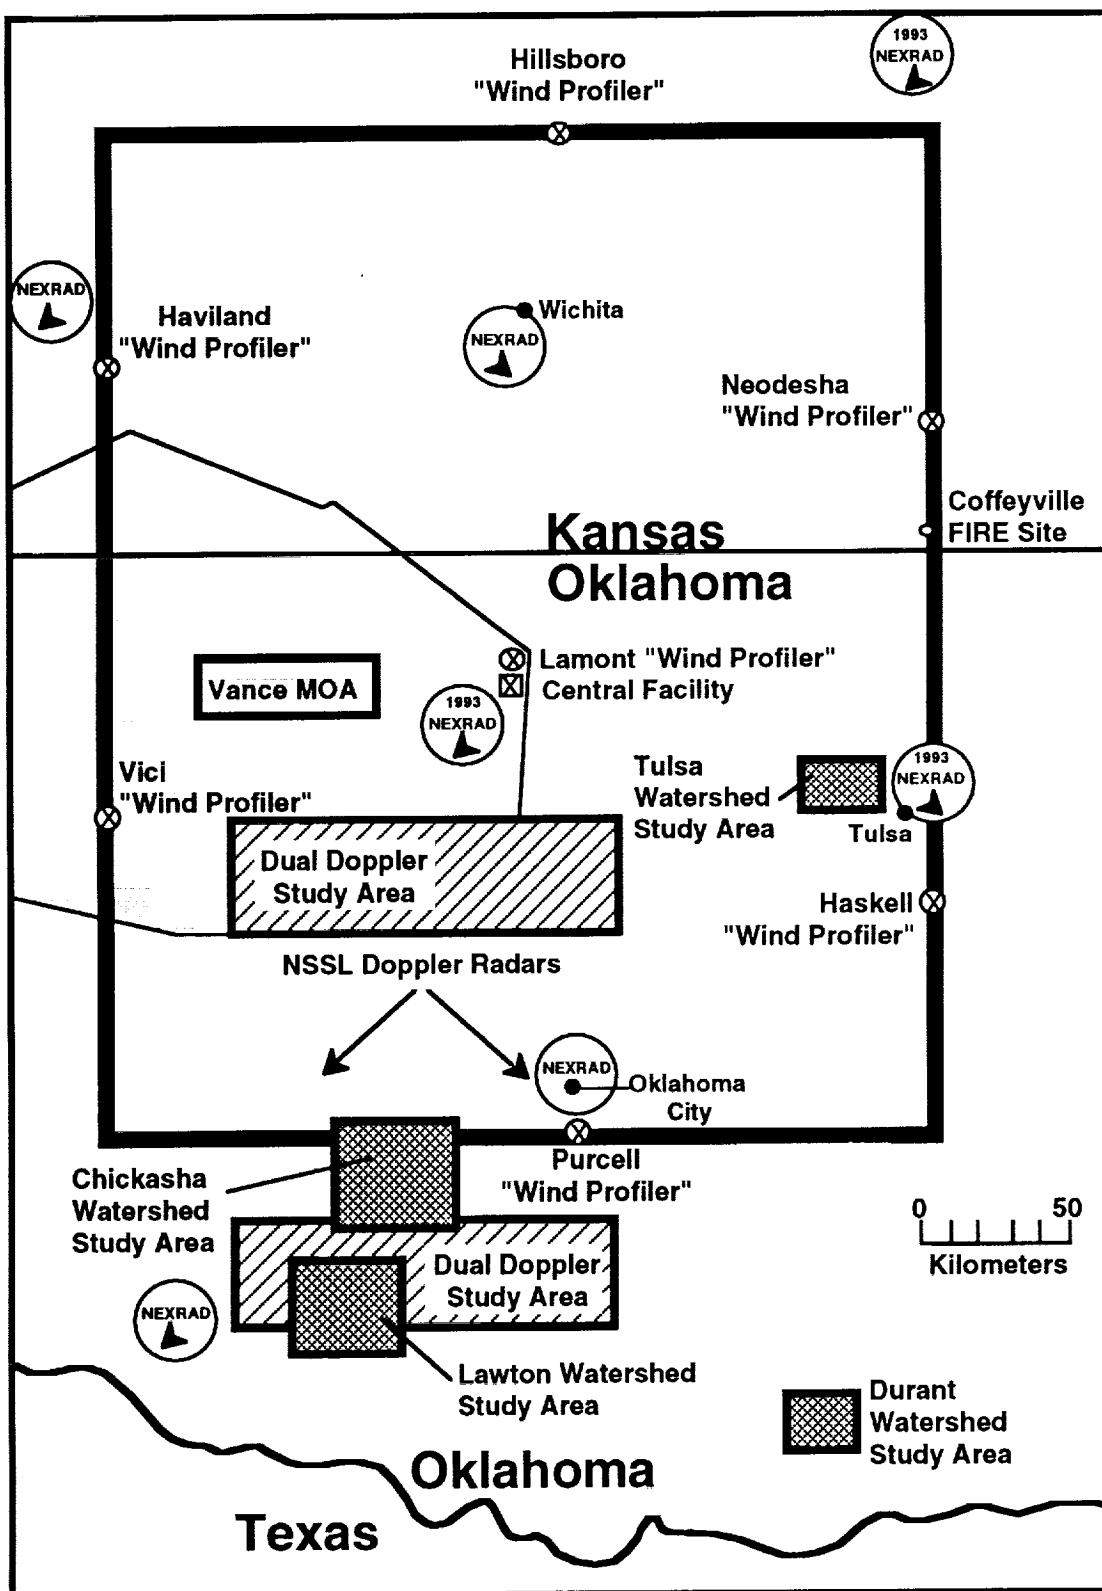 1993
NEXRAD
Hillsboro
"Wind Profiler"
NEXRAD
Haviland
"Wind Profiler"
Wichita
NEXRAD
Neodesha
"Wind Profiler"
Coffeyville
FIRE Site
Kansas
Oklahoma
Lamont "Wind Profiler"
Central Facility
Vance MOA
1993
NEXRAD
Vici
"Wind Profiler"
Tulsa
Watershed
Study Area
1993
NEXRAD
Tulsa
Dual Doppler
Study Area
Haskell
"Wind Profiler"
NSSL Doppler Radars
NEXRAD
Oklahoma
City
Purcell
"Wind Profiler"
Chickasha
Watershed
Study Area
0 50
Kilometers
Dual Doppler
Study Area
NEXRAD
Lawton Watershed
Study Area
Durant
Watershed
Study Area
Oklahoma
Texas